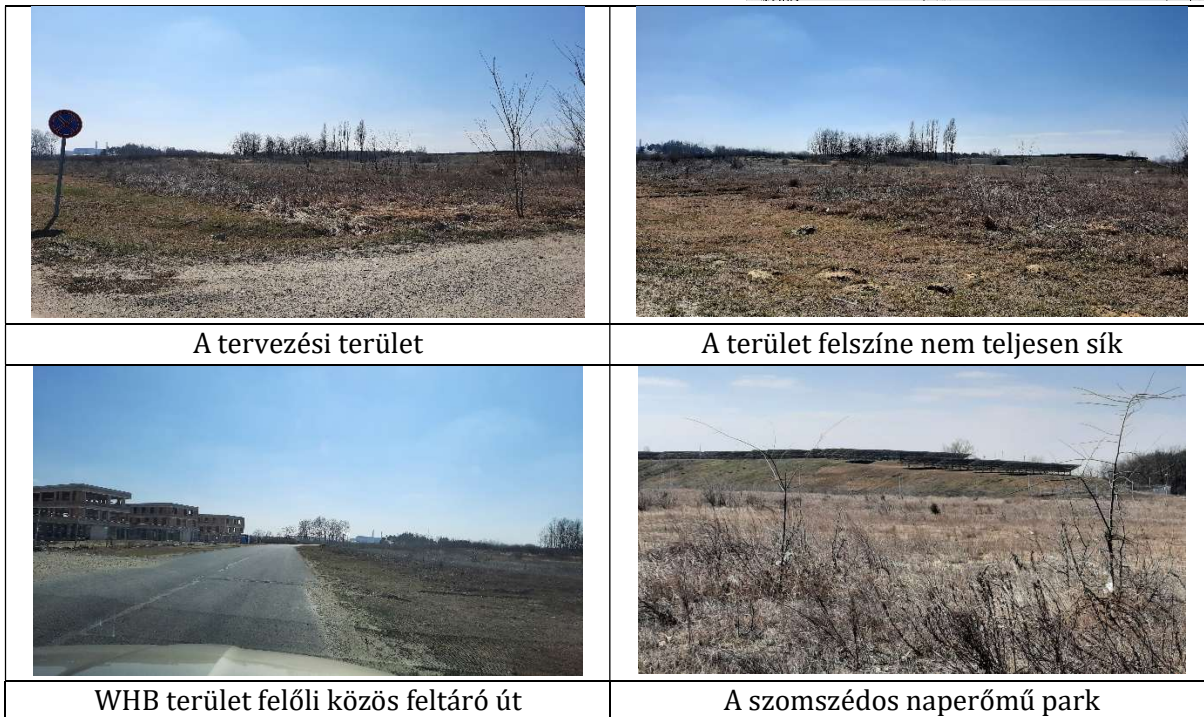 A tervezési terület
A terület felszíne nem teljesen sík
WHB terület felőli közös feltáró út
A szomszédos naperőmű park